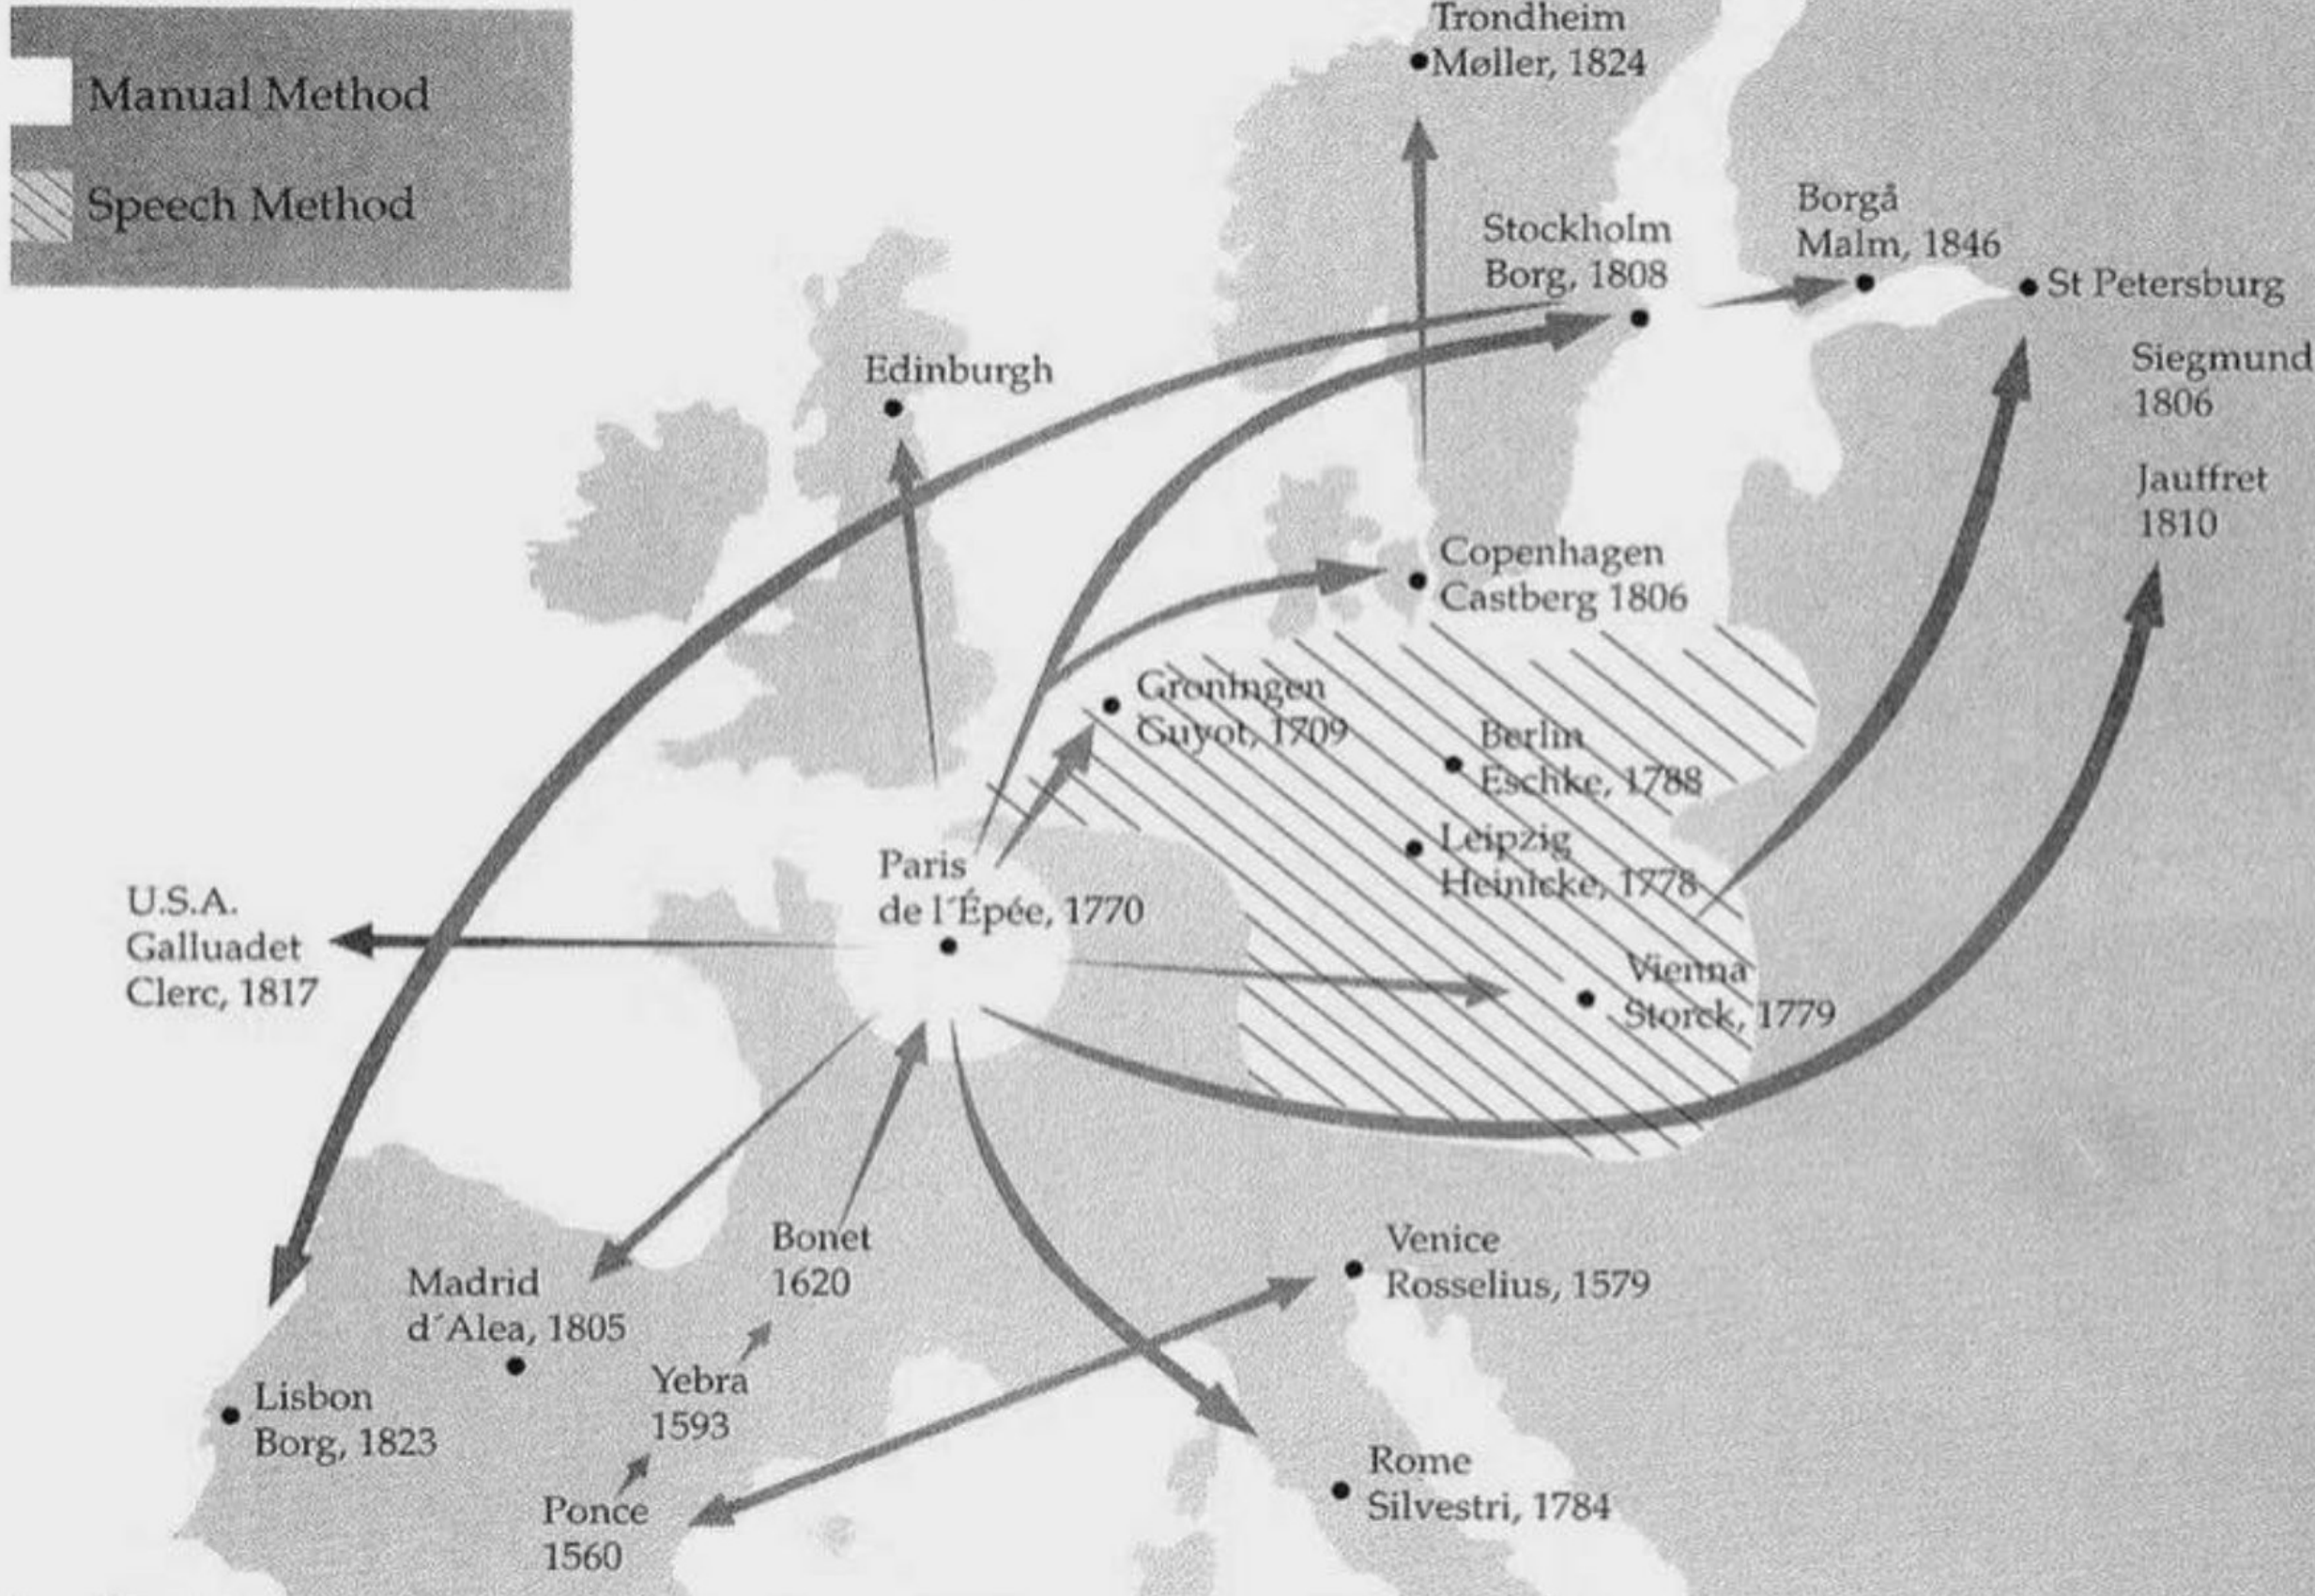 Manual Method
Speech Method
Trondheim
Møller, 1824
Stockholm
Borg, 1808
Borgå
Malm, 1846
St Petersburg
Siegmund
1806
Jauffret
1810
Edinburgh
Copenhagen
Castberg 1806
Groningen
Guyot, 1709
Berlin
Eschke, 1788
Leipzig
Heinicke, 1778
Paris
de l´Épée, 1770
U.S.A.
Galluadet
Clerc, 1817
Vienna
Storck, 1779
Bonet
1620
Venice
Rosselius, 1579
Madrid
d´Alea, 1805
Yebra
1593
Lisbon
Borg, 1823
Ponce
1560
Rome
Silvestri, 1784